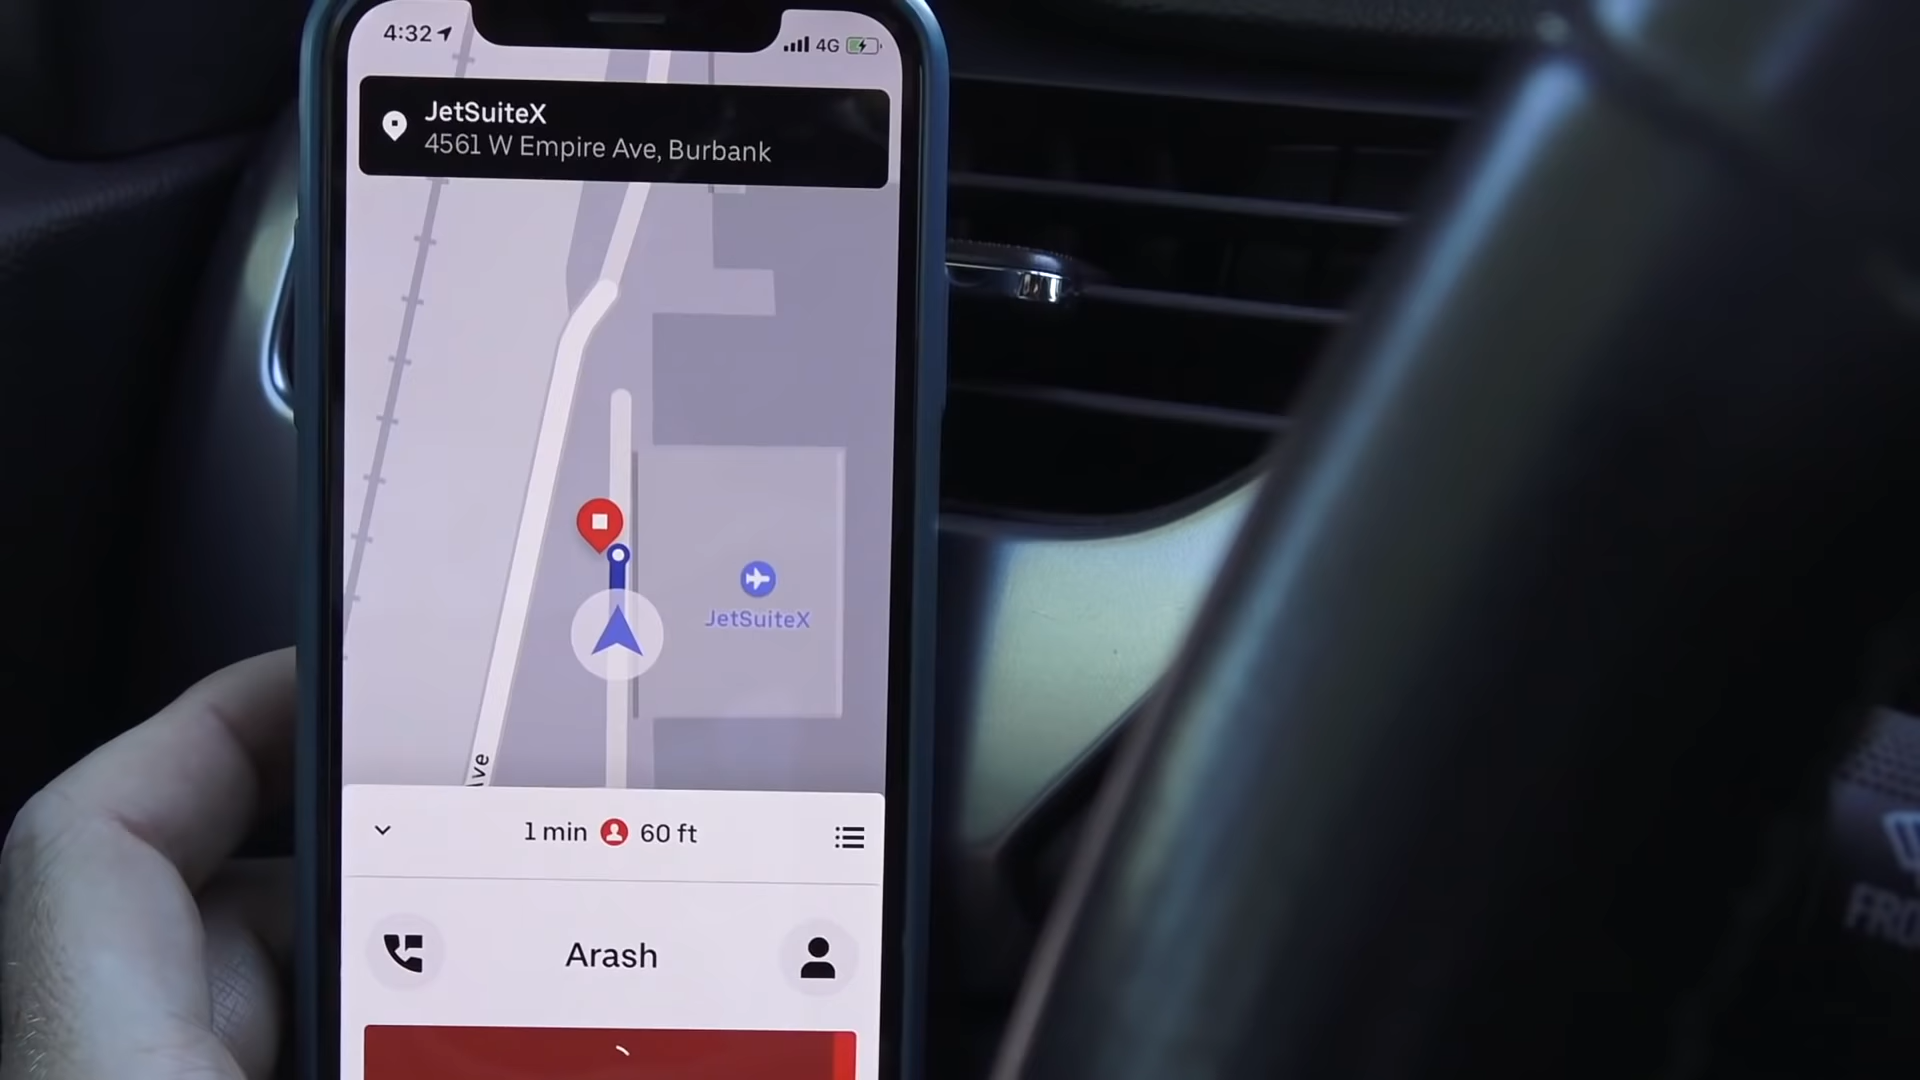 4:32
4G
JetSuiteX
4561 W Empire Ave, Burbank
JetSuiteX
1 min 60 ft
Arash